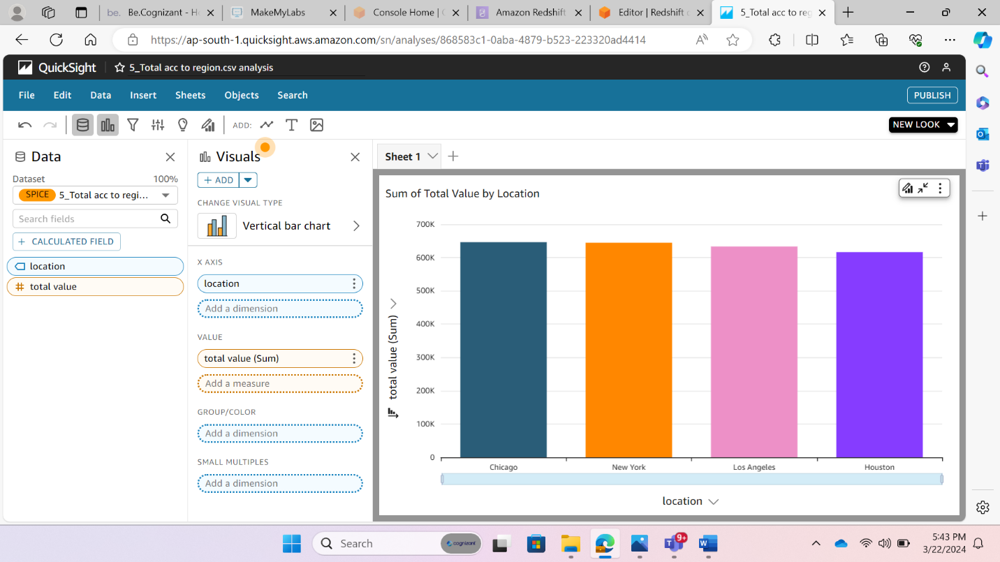 be. Be.Cognizant - H
MakeMyLabs
Console Home | C
Amazon Redshift
Editor | Redshift
5_Total acc to reg
https://ap-south-1.quicksight.aws.amazon.com/sn/analyses/868583c1-0aba-4879-b523-223320ad4414
QuickSight
5_Total acc to region.csv analysis
File Edit Data Insert Sheets Objects Search
PUBLISH
ADD:
NEW LOOK
Data
Dataset 100%
SPICE 5_Total acc to regi...
Search fields
+ CALCULATED FIELD
location
# total value
Visuals
+ ADD
CHANGE VISUAL TYPE
Vertical bar chart
X AXIS
location
Add a dimension
VALUE
total value (Sum)
Add a measure
GROUP/COLOR
Add a dimension
SMALL MULTIPLES
Add a dimension
Sheet 1
Sum of Total Value by Location
total value (Sum)
700K
600K
500K
400K
300K
200K
100K
0
Chicago New York Los Angeles Houston
location
Search
cognizant
9+
5:43 PM
3/22/2024